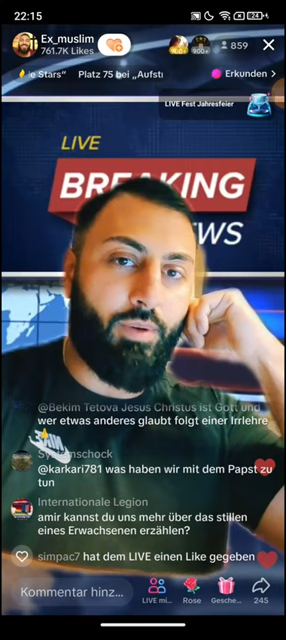 22:15
24
Ex_muslim
761.7K Likes
900+
859
e Stars“ Platz 75 bei „Aufst
Erkunden >
LIVE Fest Jahresfeier
LIVE
BREAKING
NEWS
@Bekim Tetova Jesus Christus ist Gott und
wer etwas anderes glaubt folgt einer Irrlehre
@karkari781 was haben wir mit dem Papst zu
tun
Internationale Legion
amir kannst du uns mehr über das stillen
eines Erwachsenen erzählen?
simpac7 hat dem LIVE einen Like gegeben
Kommentar hinz...
LIVE mi...
Rose
Gesche...
245